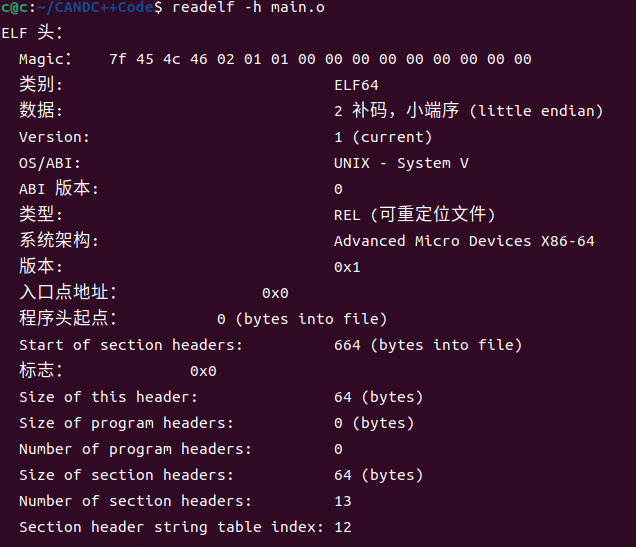 c@c:~/CANDC++Code$ readelf -h main.o
ELF 头：
  Magic：   7f 45 4c 46 02 01 01 00 00 00 00 00 00 00 00 00
  类别:                              ELF64
  数据:                              2 补码，小端序 (little endian)
  Version:                           1 (current)
  OS/ABI:                            UNIX - System V
  ABI 版本:                          0
  类型:                              REL (可重定位文件)
  系统架构:                          Advanced Micro Devices X86-64
  版本:                              0x1
  入口点地址：               0x0
  程序头起点：          0 (bytes into file)
  Start of section headers:          664 (bytes into file)
  标志：             0x0
  Size of this header:               64 (bytes)
  Size of program headers:           0 (bytes)
  Number of program headers:         0
  Size of section headers:           64 (bytes)
  Number of section headers:         13
  Section header string table index: 12